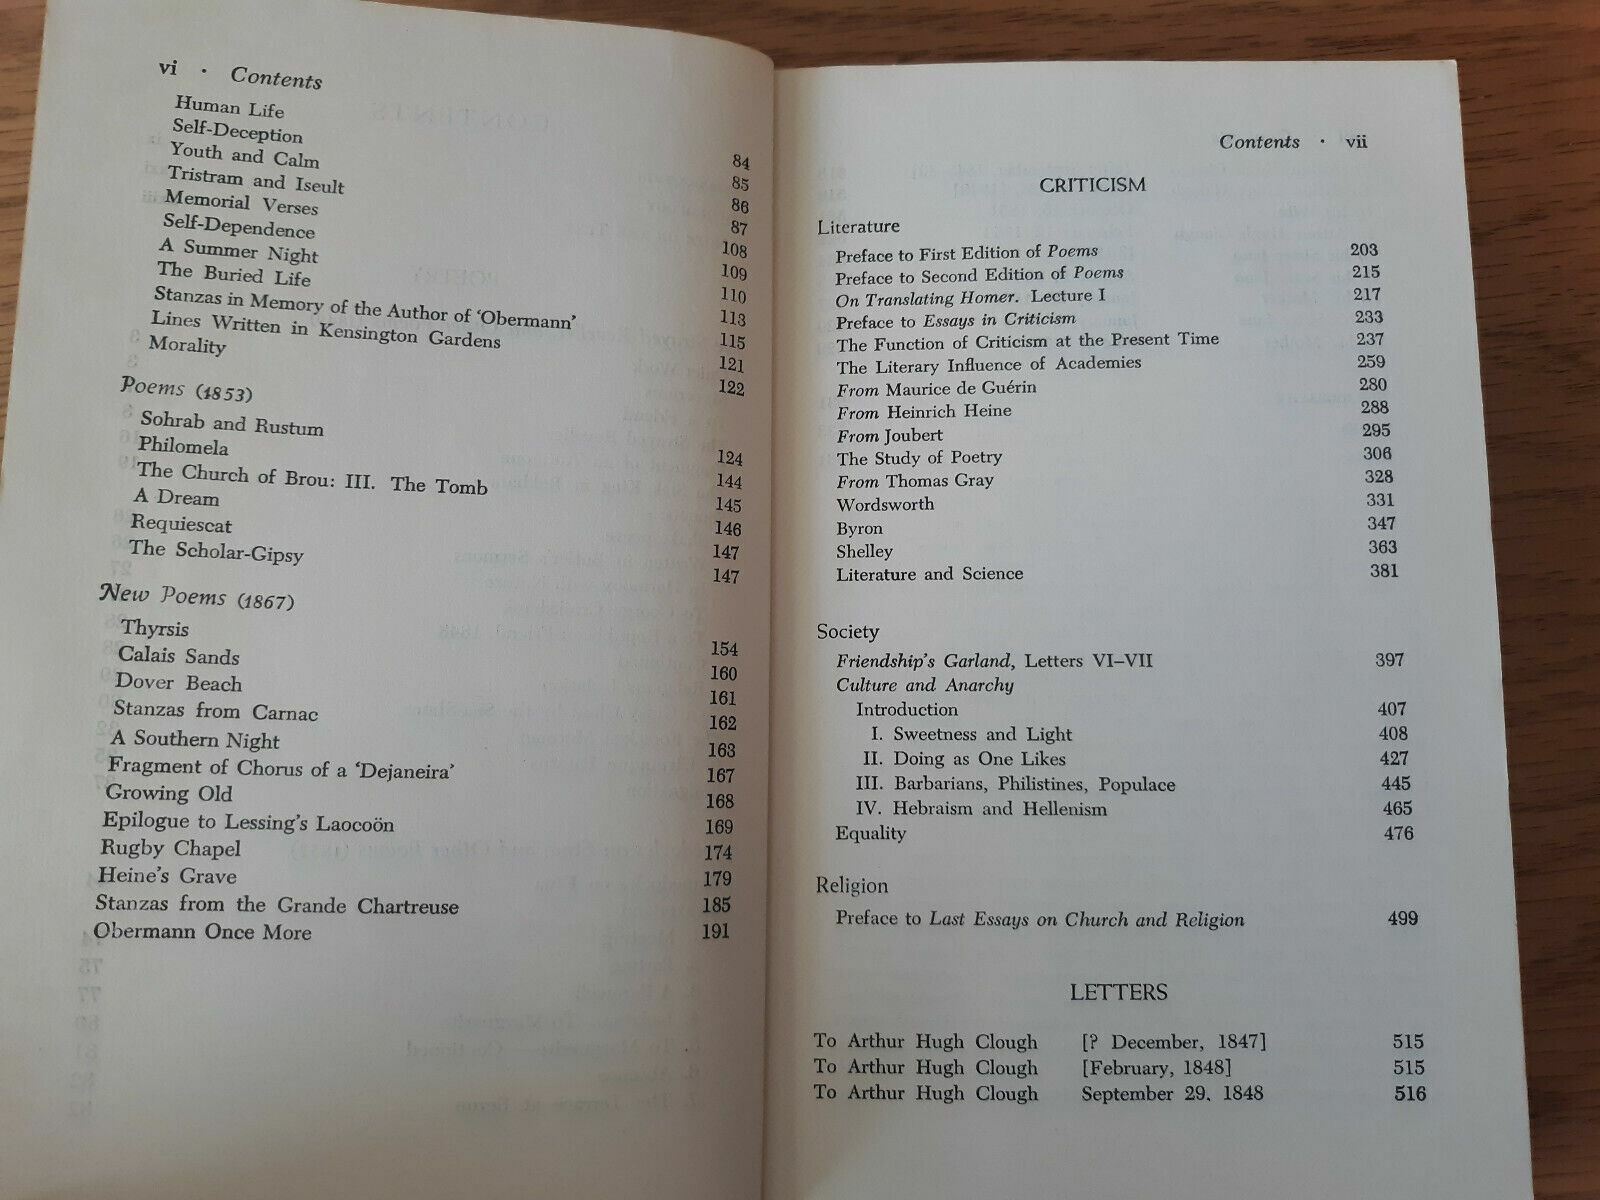 vi · Contents
Human Life 84
Self-Deception 85
Youth and Calm 86
Tristram and Iseult 87
Memorial Verses 108
Self-Dependence 109
A Summer Night 110
The Buried Life 113
Stanzas in Memory of the Author of ‘Obermann’ 115
Lines Written in Kensington Gardens 121
Morality 122
Poems (1853)
Sohrab and Rustum 124
Philomela 144
The Church of Brou: III. The Tomb 145
A Dream 146
Requiescat 147
The Scholar-Gipsy 147
New Poems (1867)
Thyrsis 154
Calais Sands 160
Dover Beach 161
Stanzas from Carnac 162
A Southern Night 163
Fragment of Chorus of a ‘Dejaneira’ 167
Growing Old 168
Epilogue to Lessing's Laocoön 169
Rugby Chapel 174
Heine's Grave 179
Stanzas from the Grande Chartreuse 185
Obermann Once More 191
Contents · vii
CRITICISM
Literature
Preface to First Edition of Poems 203
Preface to Second Edition of Poems 215
On Translating Homer. Lecture I 217
Preface to Essays in Criticism 233
The Function of Criticism at the Present Time 237
The Literary Influence of Academies 259
From Maurice de Guérin 280
From Heinrich Heine 288
From Joubert 295
The Study of Poetry 306
From Thomas Gray 328
Wordsworth 331
Byron 347
Shelley 363
Literature and Science 381
Society
Friendship's Garland, Letters VI–VII 397
Culture and Anarchy
Introduction 407
I. Sweetness and Light 408
II. Doing as One Likes 427
III. Barbarians, Philistines, Populace 445
IV. Hebraism and Hellenism 465
Equality 476
Religion
Preface to Last Essays on Church and Religion 499
LETTERS
To Arthur Hugh Clough [? December, 1847] 515
To Arthur Hugh Clough [February, 1848] 515
To Arthur Hugh Clough September 29. 1848 516